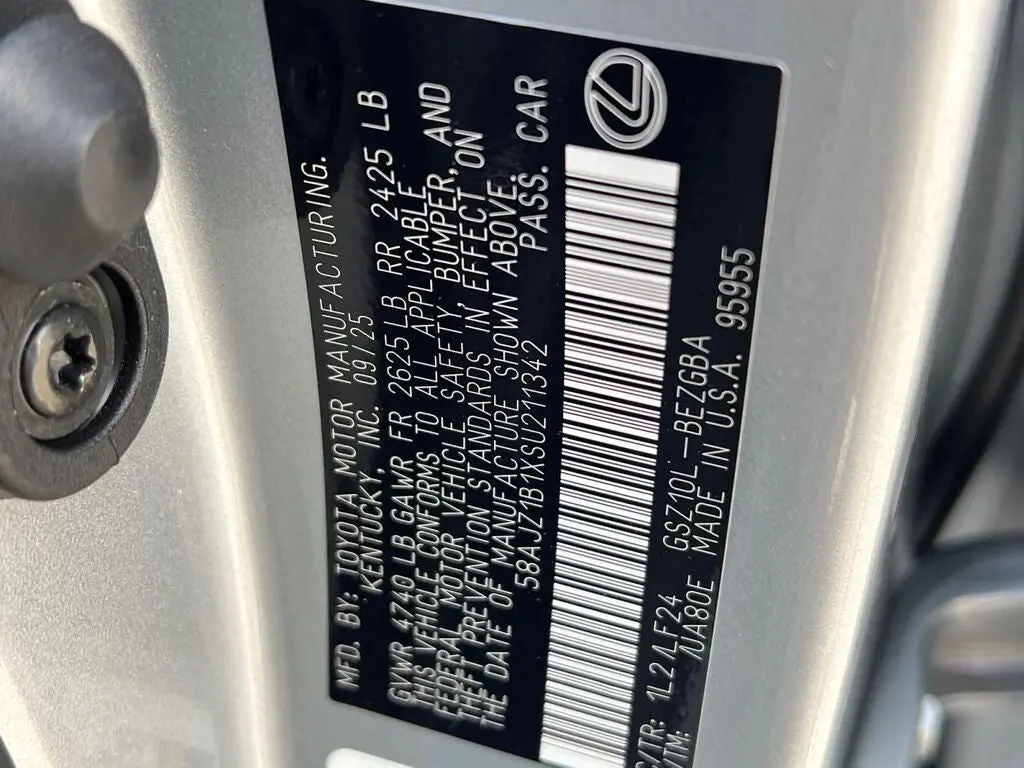 MFD. BY: TOYOTA MOTOR MANUFACTURING.
KENTUCKY, INC. 09/25
GVWR 4740 LB GAWR FR 2625 LB RR 2425 LB
THIS VEHICLE CONFORMS TO ALL APPLICABLE
FEDERAL MOTOR VEHICLE SAFETY, BUMPER, AND
THEFT PREVENTION STANDARDS IN EFFECT ON
THE DATE OF MANUFACTURE SHOWN ABOVE.
58AJZ1B1XSU211342 PASS. CAR
C/TR: 1L2/LF24 GSZ10L-BEZGBA
/TM: /UA80E MADE IN U.S.A. 95955